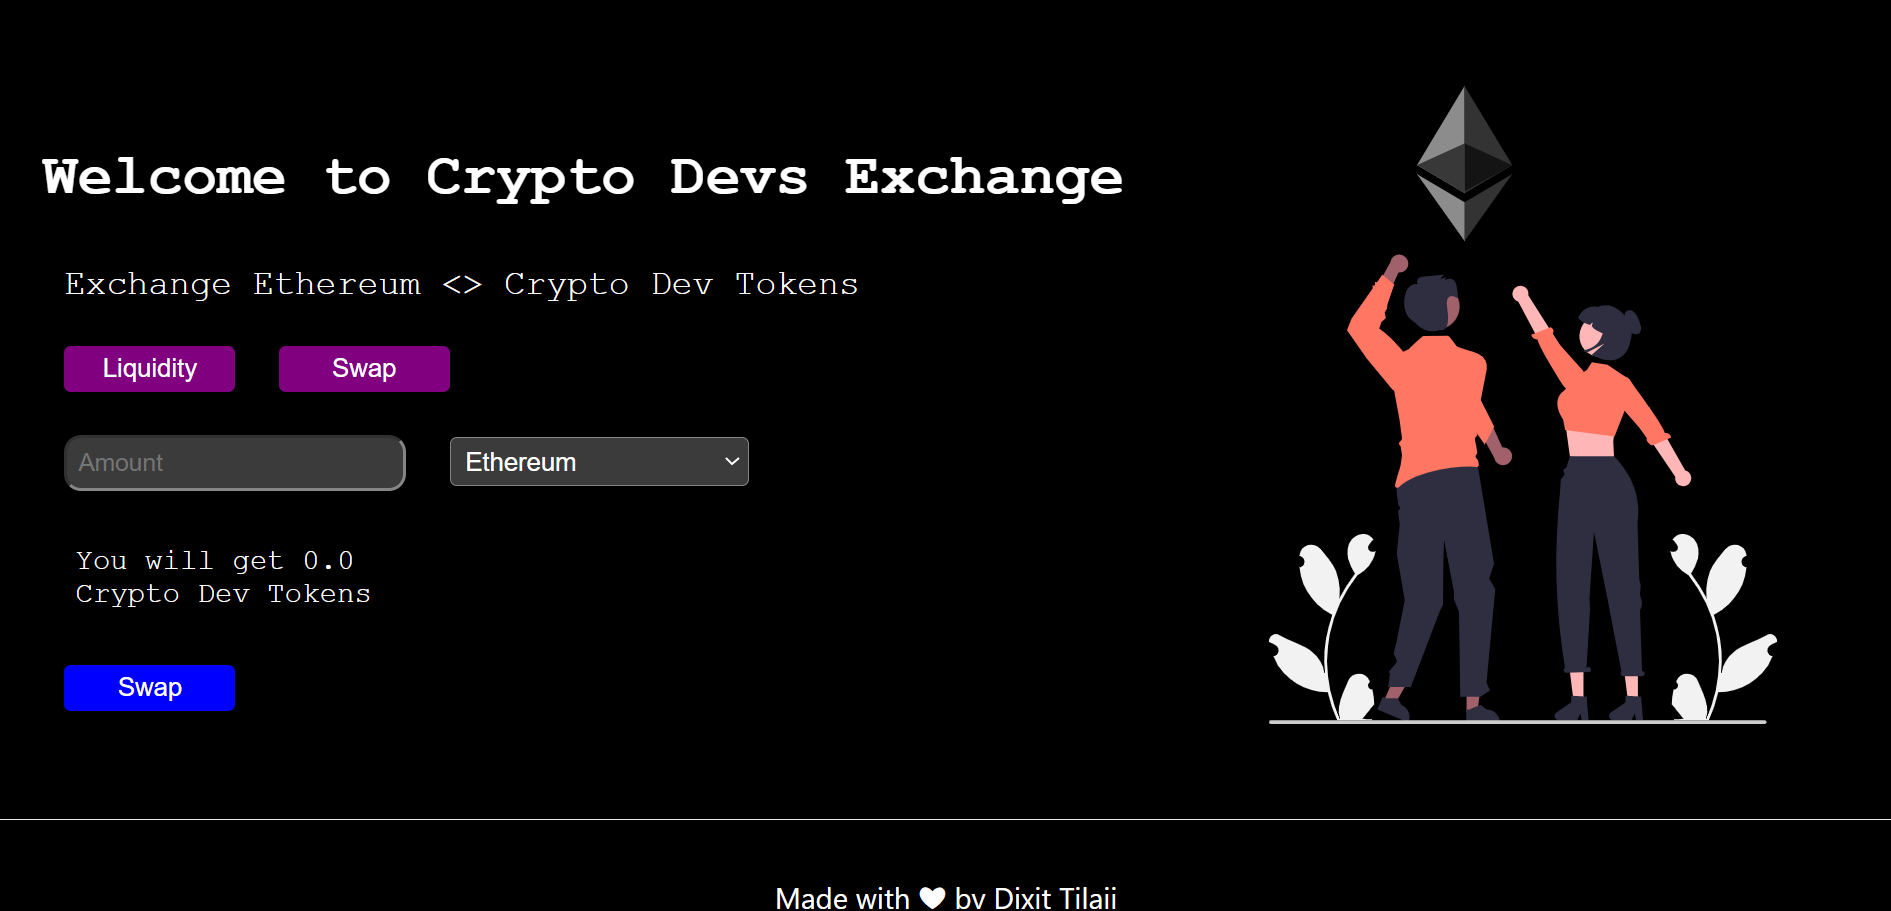 Welcome to Crypto Devs Exchange
Exchange Ethereum <> Crypto Dev Tokens
Liquidity
Swap
Amount
Ethereum
You will get 0.0
Crypto Dev Tokens
Swap
Made with ♥ by Dixit Tilaji